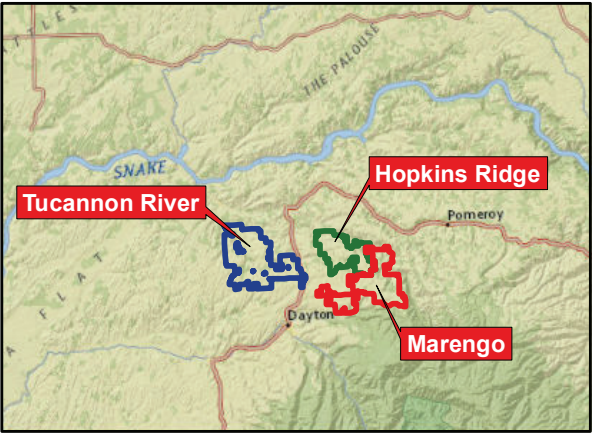 THE PALOUSE
SNAKE
Hopkins Ridge
Tucannon River
Pomeroy
FLAT
Dayton
Marengo